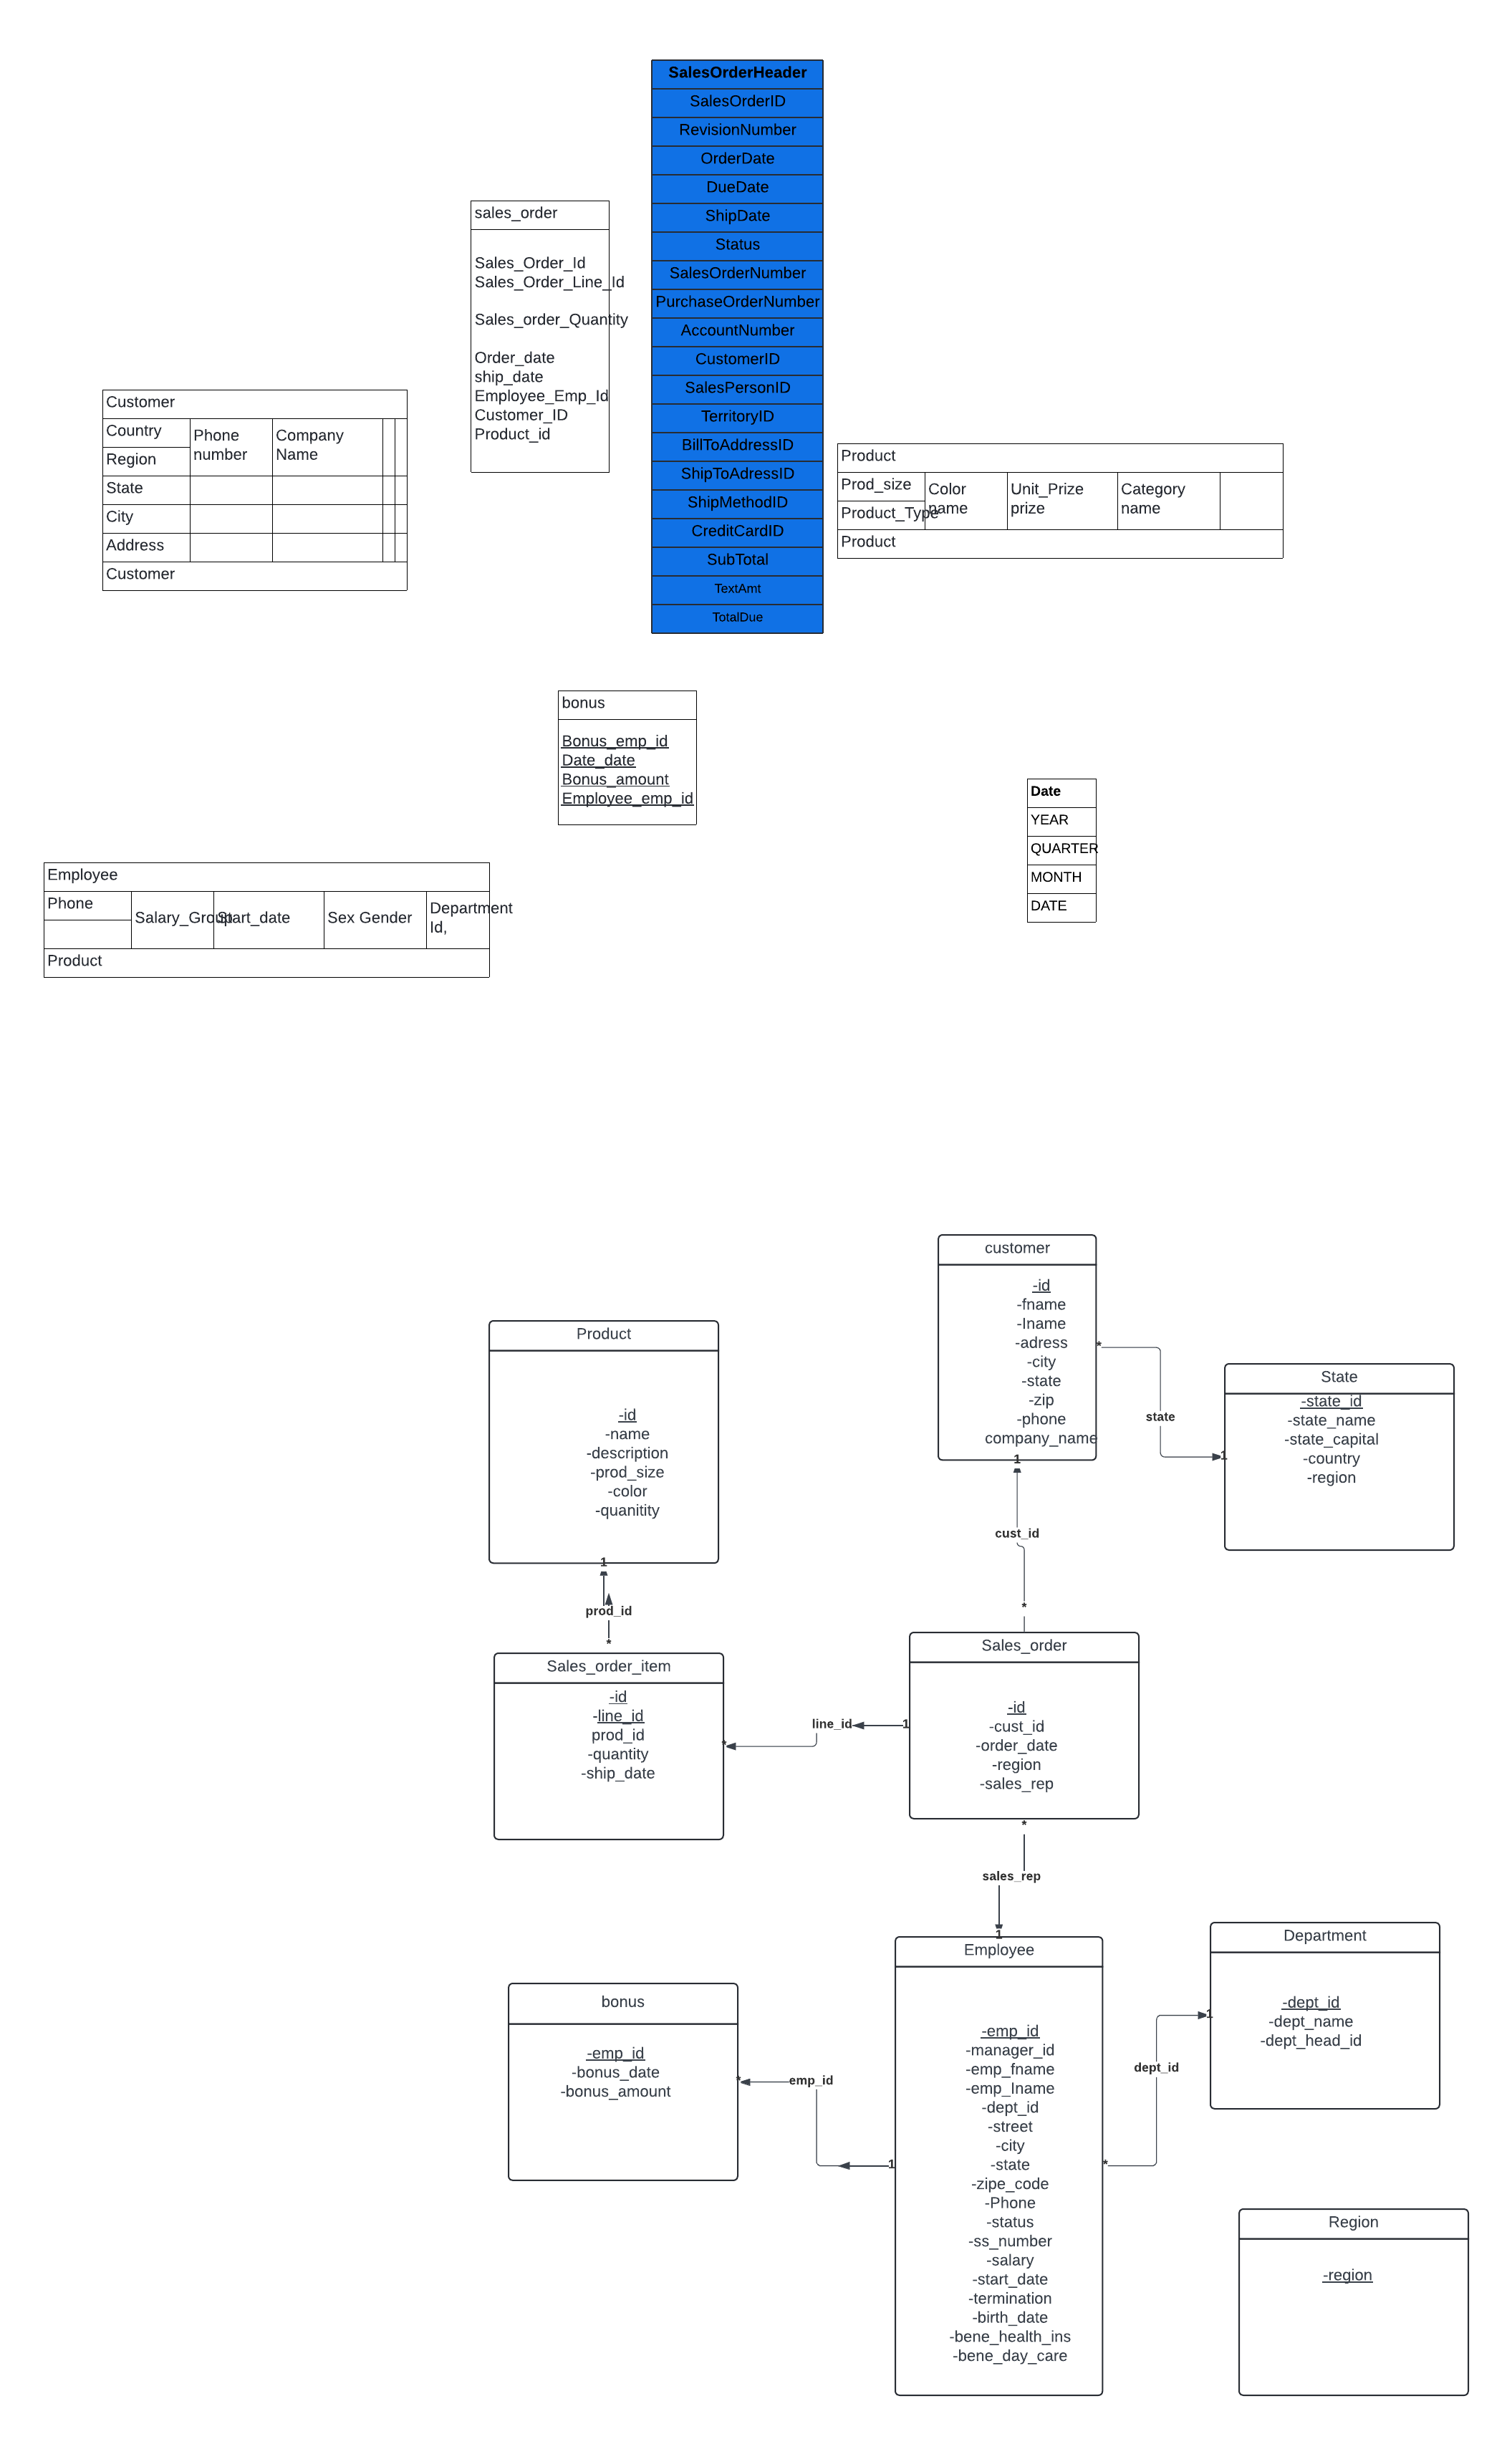 SalesOrderHeader
SalesOrderID
RevisionNumber
OrderDate
DueDate
ShipDate
Status
SalesOrderNumber
PurchaseOrderNumber
AccountNumber
CustomerID
SalesPersonID
TerritoryID
BillToAddressID
ShipToAdressID
ShipMethodID
CreditCardID
SubTotal
TextAmt
TotalDue
sales_order
Sales_Order_Id
Sales_Order_Line_Id
Sales_order_Quantity
Order_date
ship_date
Employee_Emp_Id
Customer_ID
Product_id
Customer
Country
Region
Phone
number
Company
Name
State
City
Address
Customer
Product
Prod_size
Product_Type
Color
name
Unit_Prize
prize
Category
name
Product
bonus
Bonus_emp_id
Date_date
Bonus_amount
Employee_emp_id
Date
YEAR
QUARTER
MONTH
DATE
Employee
Phone
Salary_Group
Start_date
Sex Gender
Department
Id,
Product
customer
-id
-fname
-Iname
-adress
-city
-state
-zip
-phone
company_name
*
state
1
State
-state_id
-state_name
-state_capital
-country
-region
Product
-id
-name
-description
-prod_size
-color
-quanitity
1
prod_id
*
1
cust_id
*
Sales_order_item
-id
-line_id
prod_id
-quantity
-ship_date
*
line_id
1
Sales_order
-id
-cust_id
-order_date
-region
-sales_rep
*
sales_rep
1
Employee
-emp_id
-manager_id
-emp_fname
-emp_Iname
-dept_id
-street
-city
-state
-zipe_code
-Phone
-status
-ss_number
-salary
-start_date
-termination
-birth_date
-bene_health_ins
-bene_day_care
bonus
-emp_id
-bonus_date
-bonus_amount
*
emp_id
1
Department
-dept_id
-dept_name
-dept_head_id
1
dept_id
*
Region
-region